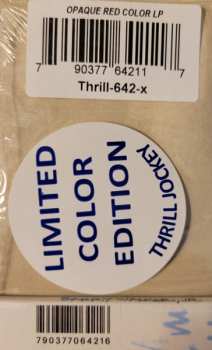 OPAQUE RED COLOR LP
7 90377 64211 7
Thrill-642-x
LIMITED
COLOR
EDITION
THRILL JOCKEY
790377064216